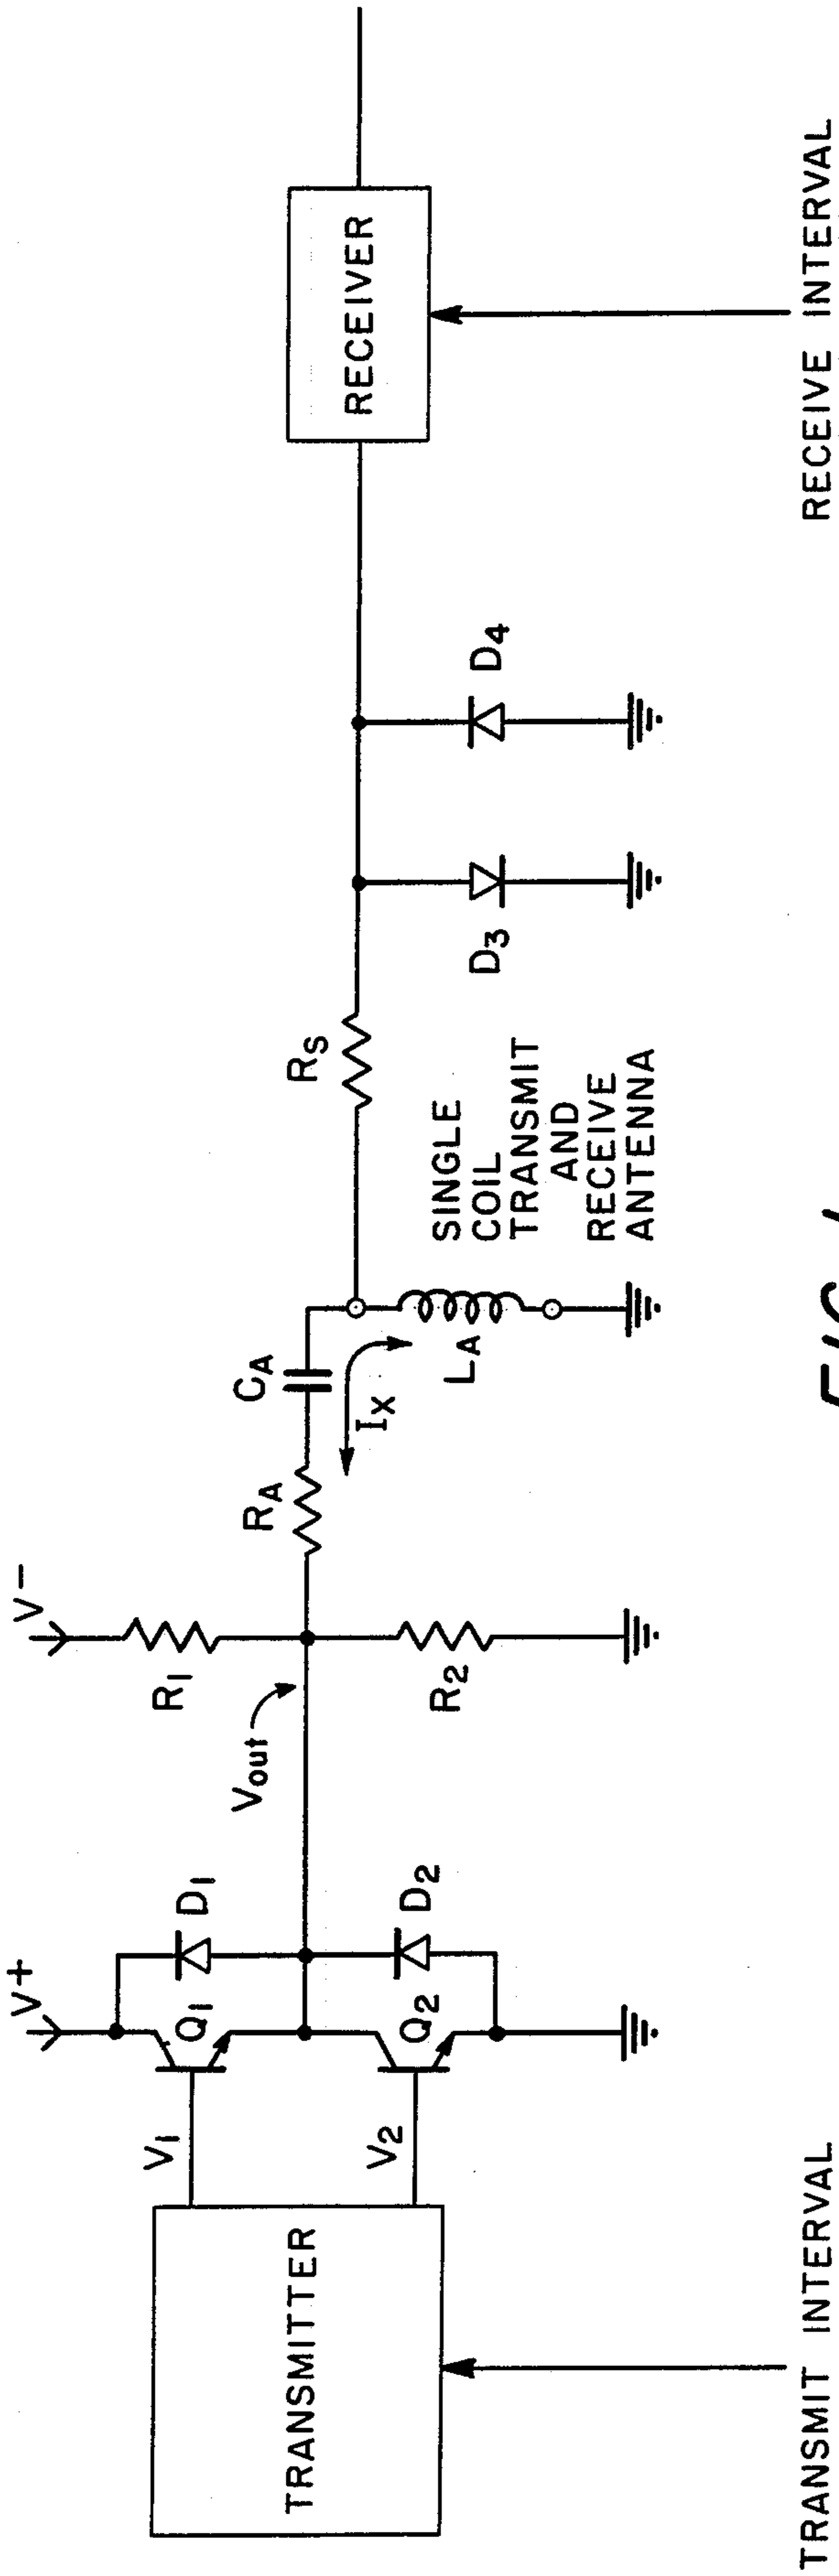 TRANSMITTER
TRANSMIT INTERVAL
V1
V2
V+
Q1
Q2
D1
D2
Vout
V-
R1
R2
RA
CA
IX
LA
SINGLE
COIL
TRANSMIT
AND
RECEIVE
ANTENNA
RS
D3
D4
RECEIVER
RECEIVE INTERVAL